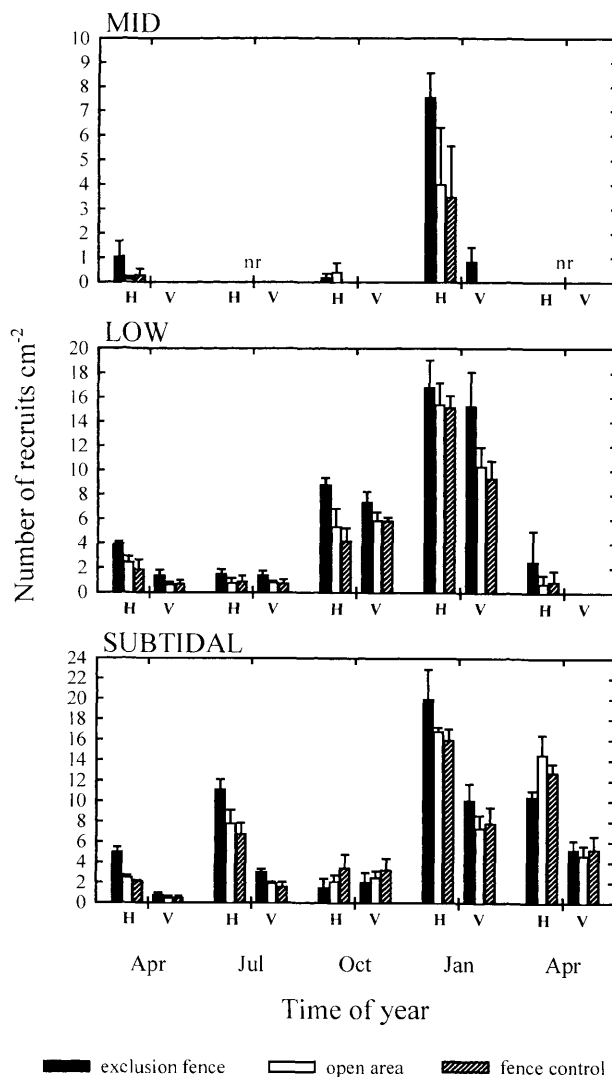 MID
10
9
8
7
6
5
4
3
2
1
0
nr
nr
H V H V H V H V H V
LOW
20
18
16
14
12
10
8
6
4
2
0
H V H V H V H V H V
SUBTIDAL
24
22
20
18
16
14
12
10
8
6
4
2
0
H V H V H V H V H V
Number of recruits cm-2
Apr Jul Oct Jan Apr
Time of year
exclusion fence open area fence control